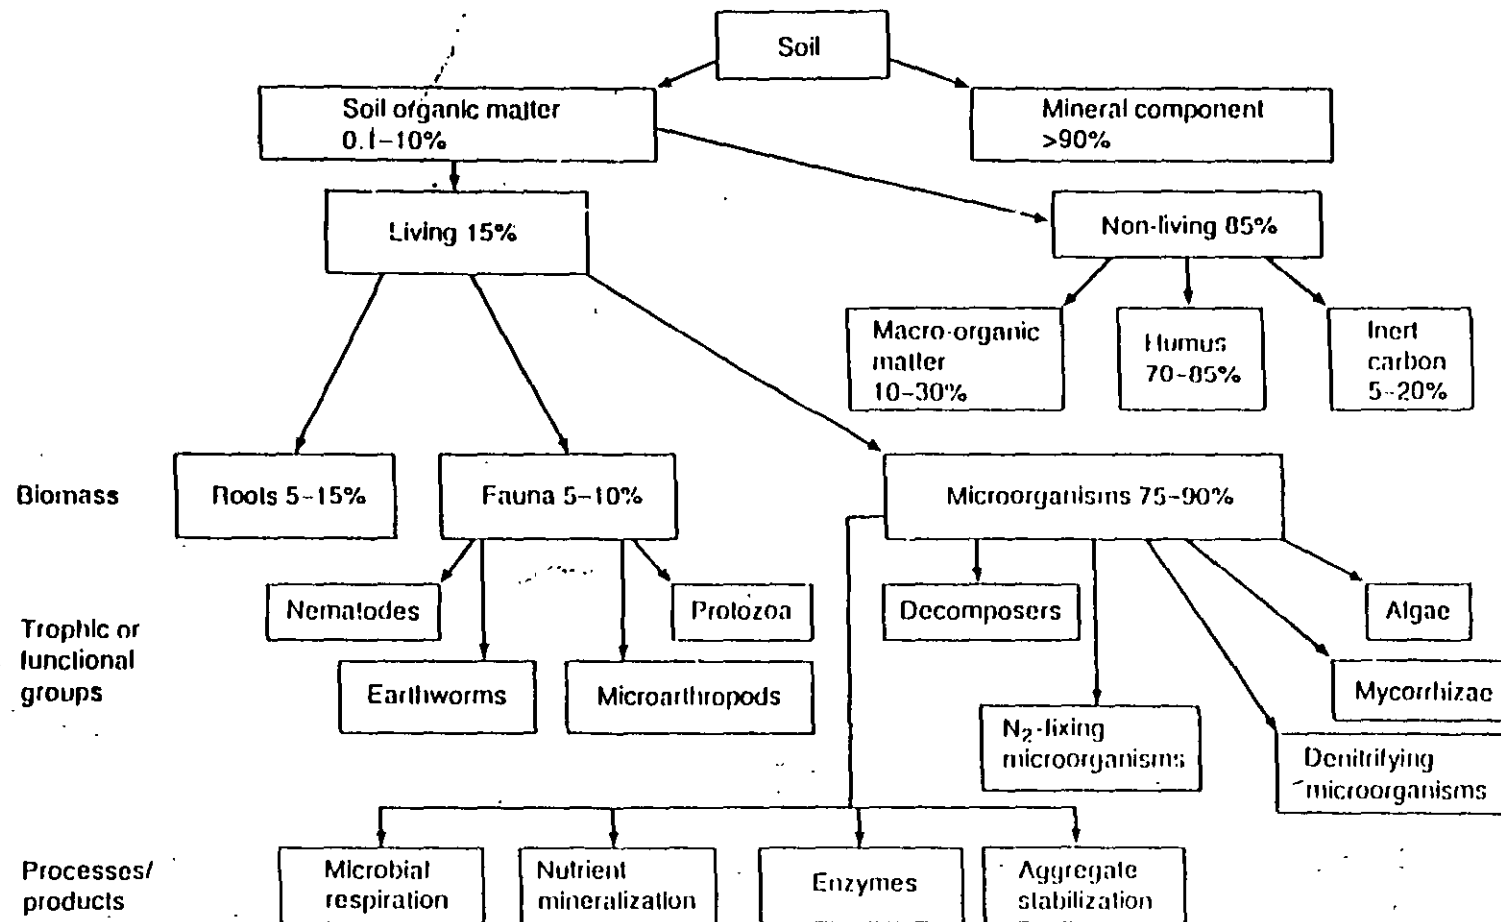 Soil
Soil organic matter
0.1–10%
Mineral component
>90%
Living 15%
Non-living 85%
Macro-organic
matter
10–30%
Humus
70–85%
Inert
carbon
5–20%
Biomass
Roots 5–15%
Fauna 5–10%
Microorganisms 75–90%
Trophic or
functional
groups
Nematodes
Protozoa
Decomposers
Algae
Earthworms
Microarthropods
Mycorrhizae
N₂-fixing
microorganisms
Denitrifying
microorganisms
Processes/
products
Microbial
respiration
Nutrient
mineralization
Enzymes
Aggregate
stabilization